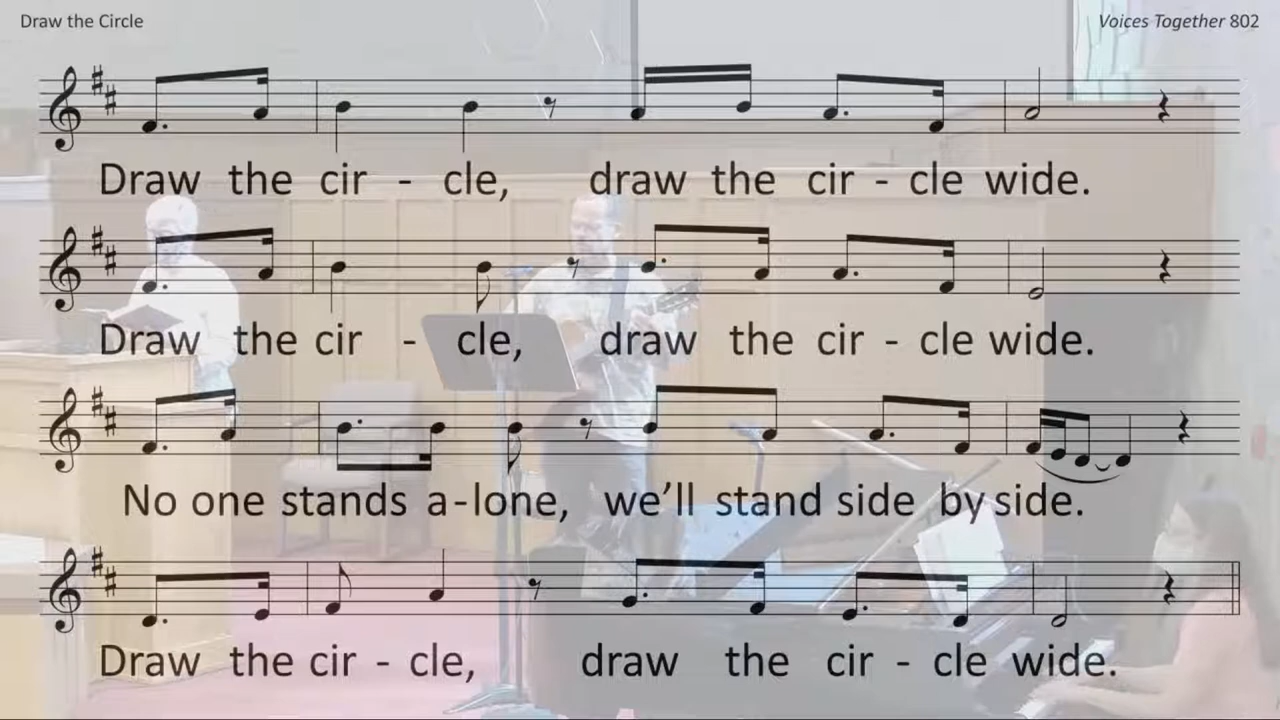 Draw the Circle
Voices Together 802
Draw the cir - cle, draw the cir - cle wide.
Draw the cir - cle, draw the cir - cle wide.
No one stands a-lone, we’ll stand side by side.
Draw the cir - cle, draw the cir - cle wide.